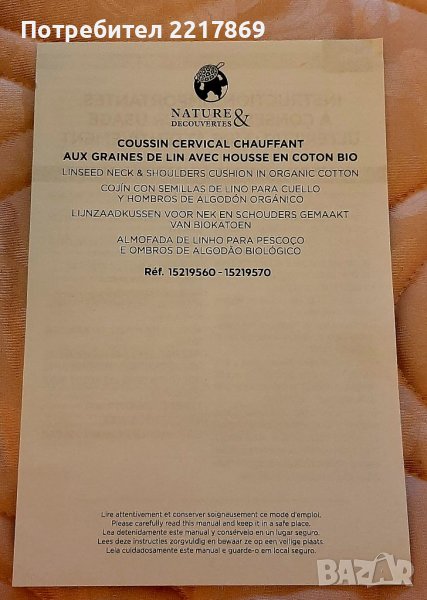 Потребител 2217869
NATURE &
DECOUVERTES
COUSSIN CERVICAL CHAUFFANT
AUX GRAINES DE LIN AVEC HOUSSE EN COTON BIO
LINSEED NECK & SHOULDERS CUSHION IN ORGANIC COTTON
COJÍN CON SEMILLAS DE LINO PARA CUELLO
Y HOMBROS DE ALGODÓN ORGÁNICO
LIJNZAADKUSSEN VOOR NEK EN SCHOUDERS GEMAAKT
VAN BIOKATOEN
ALMOFADA DE LINHO PARA PESCOÇO
E OMBROS DE ALGODÃO BIOLÓGICO
Réf. 15219560 - 15219570
Lire attentivement et conserver soigneusement ce mode d'emploi.
Please carefully read this manual and keep it in a safe place.
Lea detenidamente este manual y consérvelo en un lugar seguro.
Lees deze instructies zorgvuldig en bewaar ze op een veilige plaats.
Leia cuidadosamente este manual e guarde-o em local seguro.
BAZAR